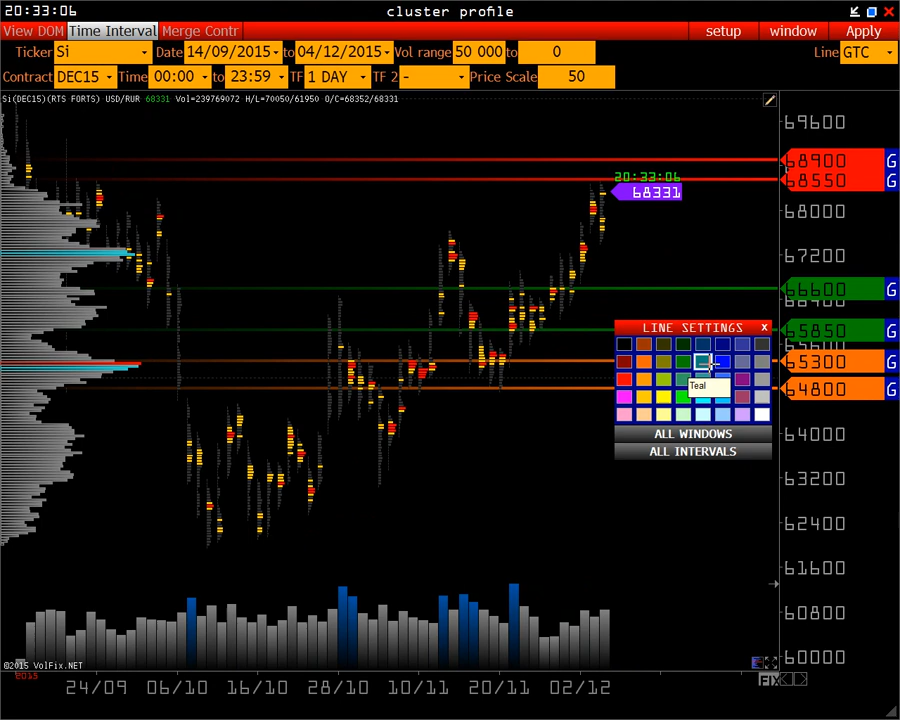 20:33:06 cluster profile
View DOM Time Interval Merge Contr setup window Apply
Ticker Si Date 14/09/2015 to 04/12/2015 Vol range 50 000 to 0 Line GTC
Contract DEC15 Time 00:00 to 23:59 TF 1 DAY TF 2 - Price Scale 50
Si(DEC15)(RTS FORTS) USD/RUR 68331 Vol=239769072 H/L=70050/61950 O/C=68352/68331
69600
68900 G
20:33:06
68550 G
68331
68000
67200
66600 G
66400
65850 G
LINE SETTINGS x
65600
65300 G
Teal
64800 G
ALL WINDOWS
64000
ALL INTERVALS
63200
62400
61600
60800
60000
©2015 VolFix.NET
2015
FIX
24/09 06/10 16/10 28/10 10/11 20/11 02/12